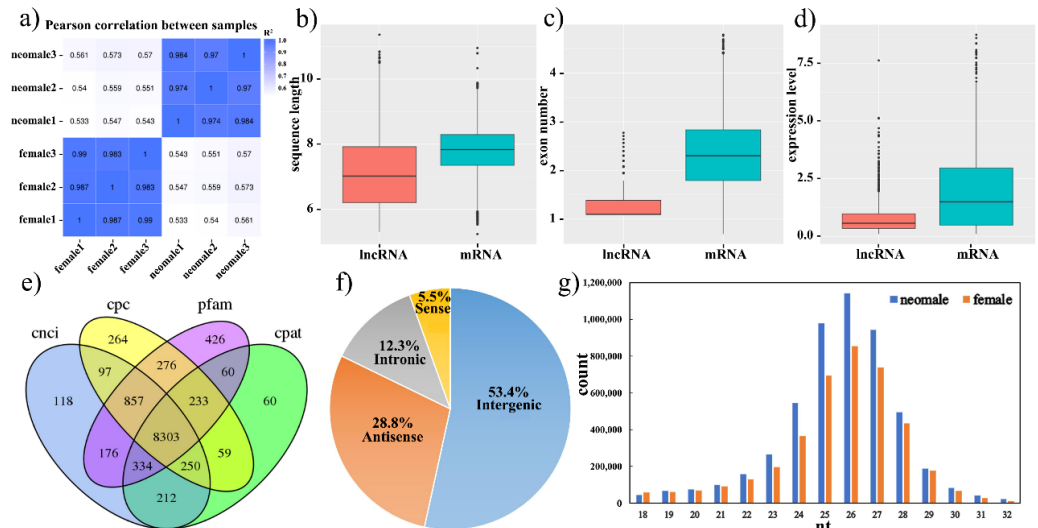 a)
Pearson correlation between samples
R²
1.0
0.9
0.8
0.7
0.6
neomale3
0.561 0.573 0.57 0.984 0.97 1
neomale2
0.54 0.559 0.551 0.974 1 0.97
neomale1
0.533 0.547 0.543 1 0.974 0.984
female3
0.99 0.983 1 0.543 0.551 0.57
female2
0.987 1 0.983 0.547 0.559 0.573
female1
1 0.987 0.99 0.533 0.54 0.561
female1 female2 female3 neomale1 neomale2 neomale3
b)
sequence length
10
8
6
lncRNA mRNA
c)
exon number
4
3
2
1
lncRNA mRNA
d)
expression level
7.5
5.0
2.5
0.0
lncRNA mRNA
e)
cnci
cpc
pfam
cpat
264
426
97
276
60
118
857
233
60
8303
176
334
250
59
212
f)
5.5%
Sense
12.3%
Intronic
53.4%
Intergenic
28.8%
Antisense
g)
neomale female
count
1,200,000
1,000,000
800,000
600,000
400,000
200,000
0
18 19 20 21 22 23 24 25 26 27 28 29 30 31 32
nt